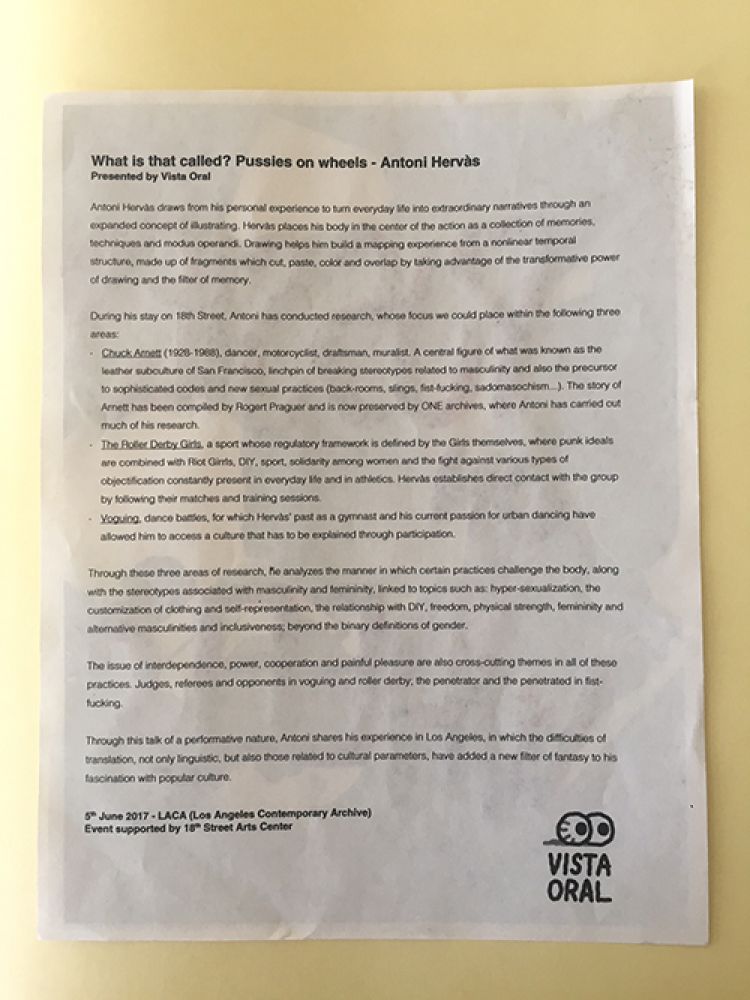 What is that called? Pussies on wheels - Antoni Hervàs
Presented by Vista Oral
Antoni Hervàs draws from his personal experience to turn everyday life into extraordinary narratives through an
expanded concept of illustrating. Hervàs places his body in the center of the action as a collection of memories,
techniques and modus operandi. Drawing helps him build a mapping experience from a nonlinear temporal
structure, made up of fragments which cut, paste, color and overlap by taking advantage of the transformative power
of drawing and the filter of memory.
During his stay on 18th Street, Antoni has conducted research, whose focus we could place within the following three
areas:
- Chuck Arnett (1928-1988), dancer, motorcyclist, draftsman, muralist. A central figure of what was known as the
leather subculture of San Francisco, linchpin of breaking stereotypes related to masculinity and also the precursor
to sophisticated codes and new sexual practices (back-rooms, slings, fist-fucking, sadomasochism...). The story of
Arnett has been compiled by Rogert Praguer and is now preserved by ONE archives, where Antoni has carried out
much of his research.
- The Roller Derby Girls, a sport whose regulatory framework is defined by the Girls themselves, where punk ideals
are combined with Riot Girrls, DIY, sport, solidarity among women and the fight against various types of
objectification constantly present in everyday life and in athletics. Hervàs establishes direct contact with the group
by following their matches and training sessions.
- Voguing, dance battles, for which Hervàs' past as a gymnast and his current passion for urban dancing have
allowed him to access a culture that has to be explained through participation.
Through these three areas of research, he analyzes the manner in which certain practices challenge the body, along
with the stereotypes associated with masculinity and femininity, linked to topics such as: hyper-sexualization, the
customization of clothing and self-representation, the relationship with DIY, freedom, physical strength, femininity and
alternative masculinities and inclusiveness; beyond the binary definitions of gender.
The issue of interdependence, power, cooperation and painful pleasure are also cross-cutting themes in all of these
practices. Judges, referees and opponents in voguing and roller derby; the penetrator and the penetrated in fist-
fucking.
Through this talk of a performative nature, Antoni shares his experience in Los Angeles, in which the difficulties of
translation, not only linguistic, but also those related to cultural parameters, have added a new filter of fantasy to his
fascination with popular culture.
5th June 2017 - LACA (Los Angeles Contemporary Archive)
Event supported by 18th Street Arts Center
VISTA
ORAL